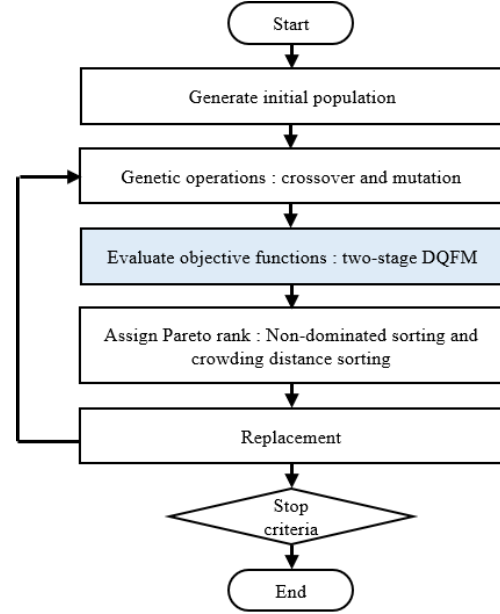 Start
Generate initial population
Genetic operations : crossover and mutation
Evaluate objective functions : two-stage DQFM
Assign Pareto rank : Non-dominated sorting and
crowding distance sorting
Replacement
Stop
criteria
End